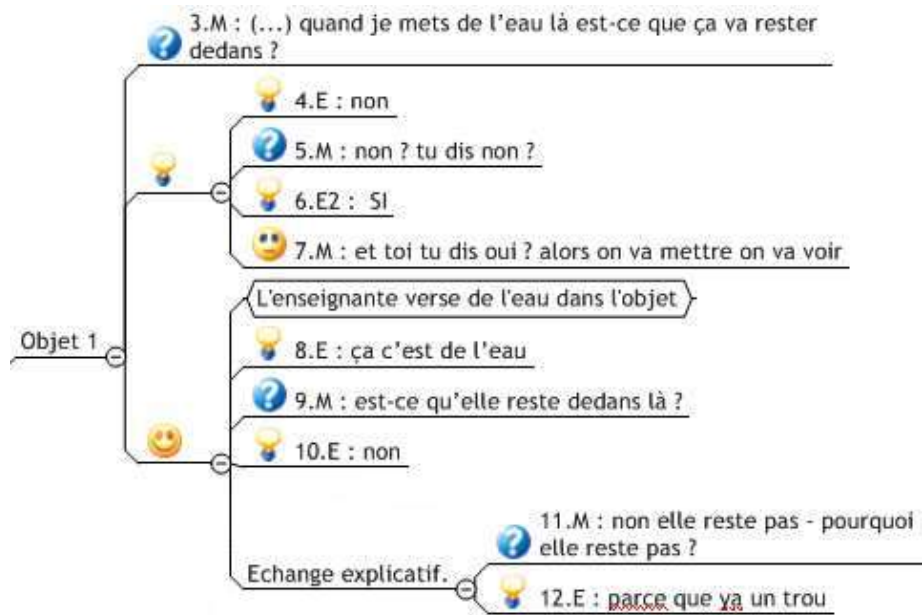 3.M : (...) quand je mets de l'eau là est-ce que ça va rester
dedans ?
4.E : non
5.M : non ? tu dis non ?
6.E2 : SI
7.M : et toi tu dis oui ? alors on va mettre on va voir
L'enseignante verse de l'eau dans l'objet
Objet 1
8.E : ça c'est de l'eau
9.M : est-ce qu'elle reste dedans là ?
10.E : non
11.M : non elle reste pas - pourquoi
elle reste pas ?
Echange explicatif.
12.E : parce que ya un trou